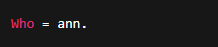 Who = ann.